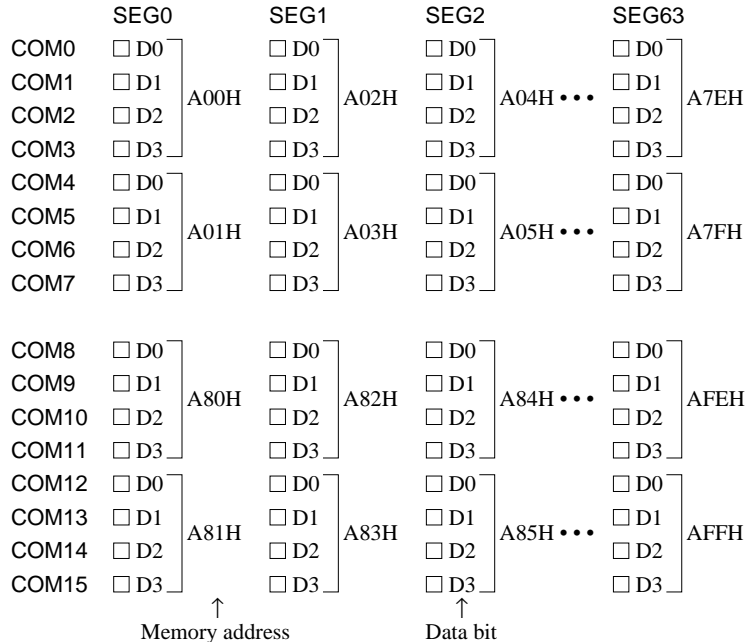 SEG0 SEG1 SEG2 SEG63
COM0 □ D0 □ D0 □ D0 □ D0
COM1 □ D1 □ D1 □ D1 □ D1
A00H A02H A04H ••• A7EH
COM2 □ D2 □ D2 □ D2 □ D2
COM3 □ D3 □ D3 □ D3 □ D3
COM4 □ D0 □ D0 □ D0 □ D0
COM5 □ D1 □ D1 □ D1 □ D1
A01H A03H A05H ••• A7FH
COM6 □ D2 □ D2 □ D2 □ D2
COM7 □ D3 □ D3 □ D3 □ D3
COM8 □ D0 □ D0 □ D0 □ D0
COM9 □ D1 □ D1 □ D1 □ D1
A80H A82H A84H ••• AFEH
COM10 □ D2 □ D2 □ D2 □ D2
COM11 □ D3 □ D3 □ D3 □ D3
COM12 □ D0 □ D0 □ D0 □ D0
COM13 □ D1 □ D1 □ D1 □ D1
A81H A83H A85H ••• AFFH
COM14 □ D2 □ D2 □ D2 □ D2
COM15 □ D3 □ D3 □ D3 □ D3
↑ ↑
Memory address Data bit